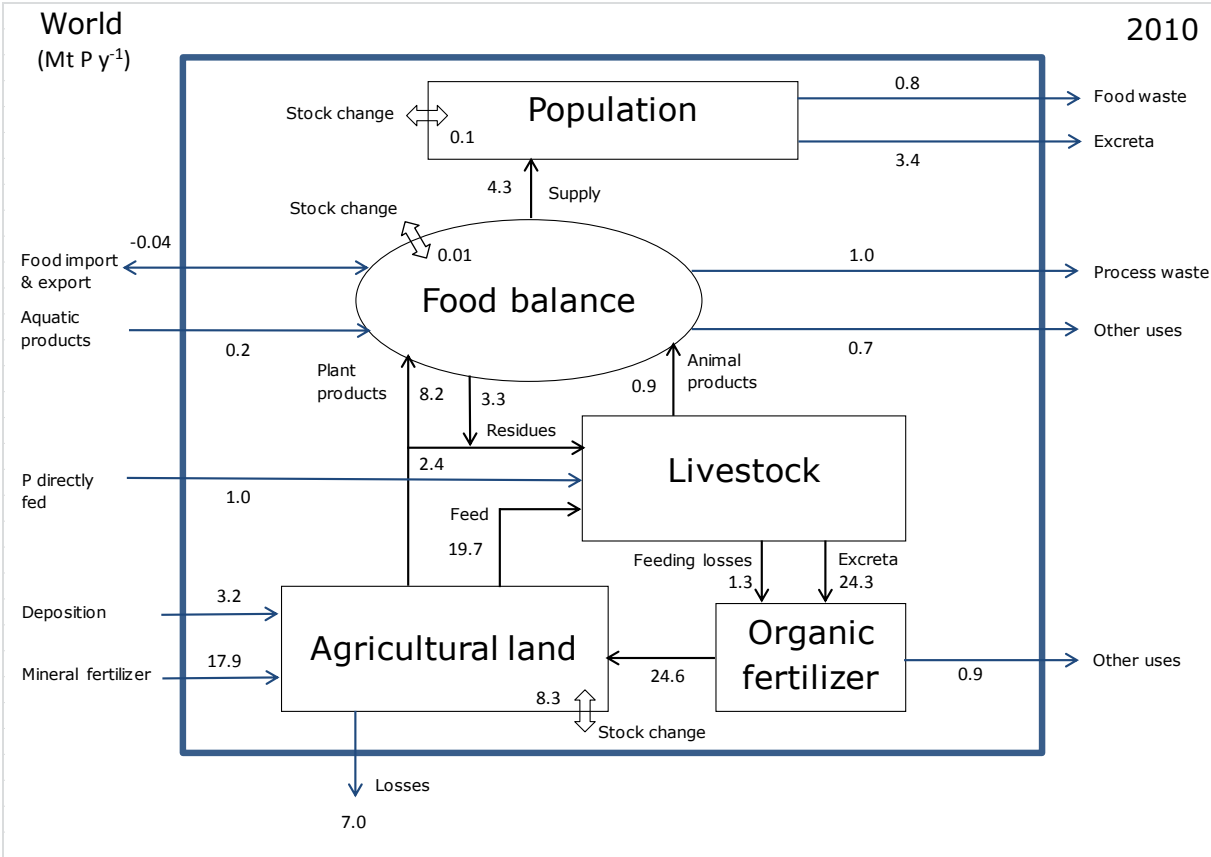 World
(Mt P y⁻¹)
2010
Population
Stock change
0.1
0.8
Food waste
Excreta
3.4
4.3
Supply
Stock change
0.01
-0.04
Food import
& export
Food balance
1.0
Process waste
Aquatic
products
0.2
Other uses
0.7
Plant
products
8.2
3.3
Residues
0.9
Animal
products
2.4
Livestock
P directly
fed
1.0
Feed
19.7
Feeding losses
1.3
Excreta
24.3
Deposition
3.2
Mineral fertilizer
17.9
Agricultural land
8.3
Stock change
24.6
Organic
fertilizer
0.9
Other uses
Losses
7.0